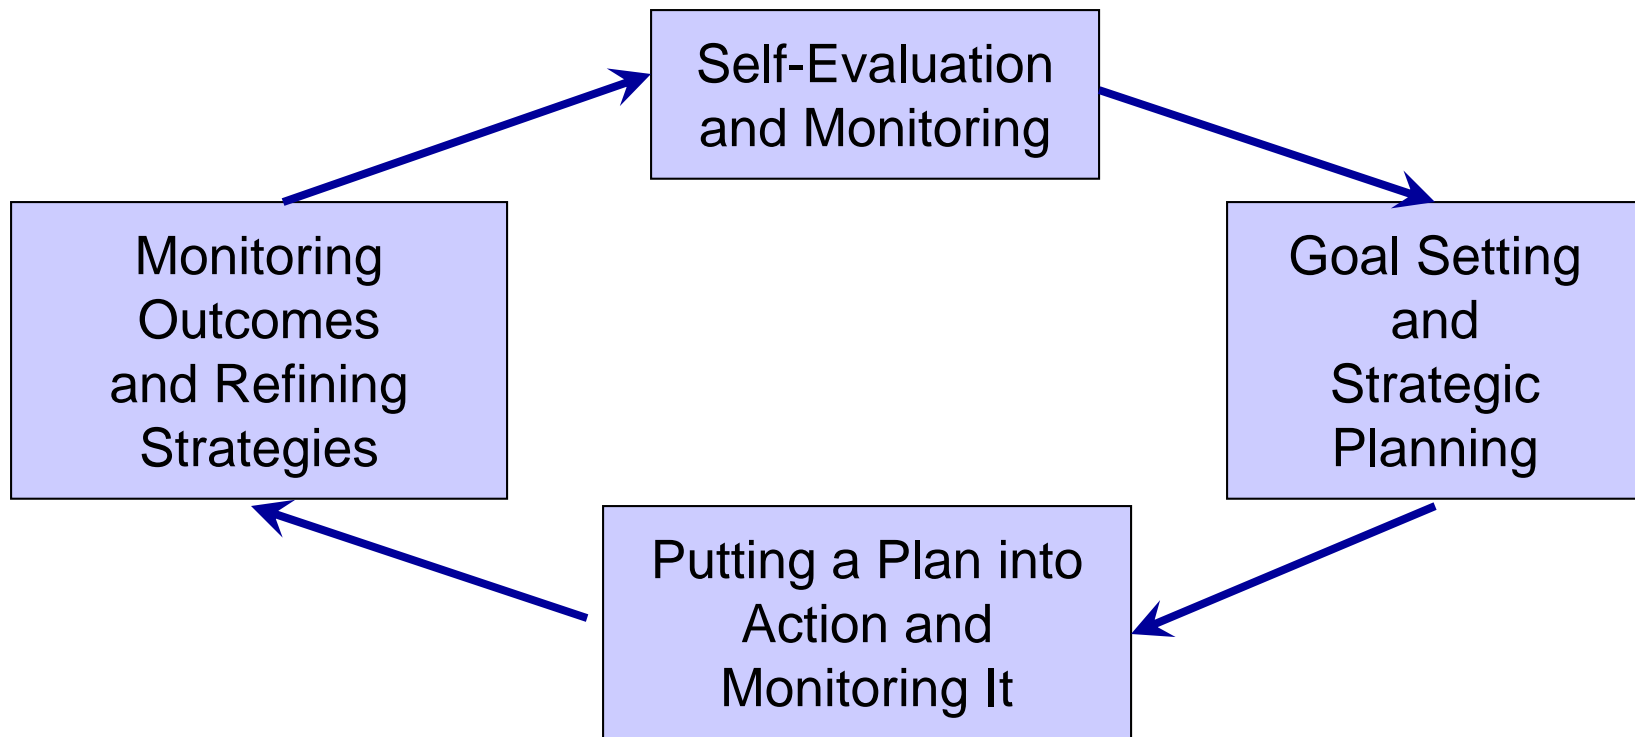 Self-Evaluation
and Monitoring
Goal Setting
and
Strategic
Planning
Putting a Plan into
Action and
Monitoring It
Monitoring
Outcomes
and Refining
Strategies